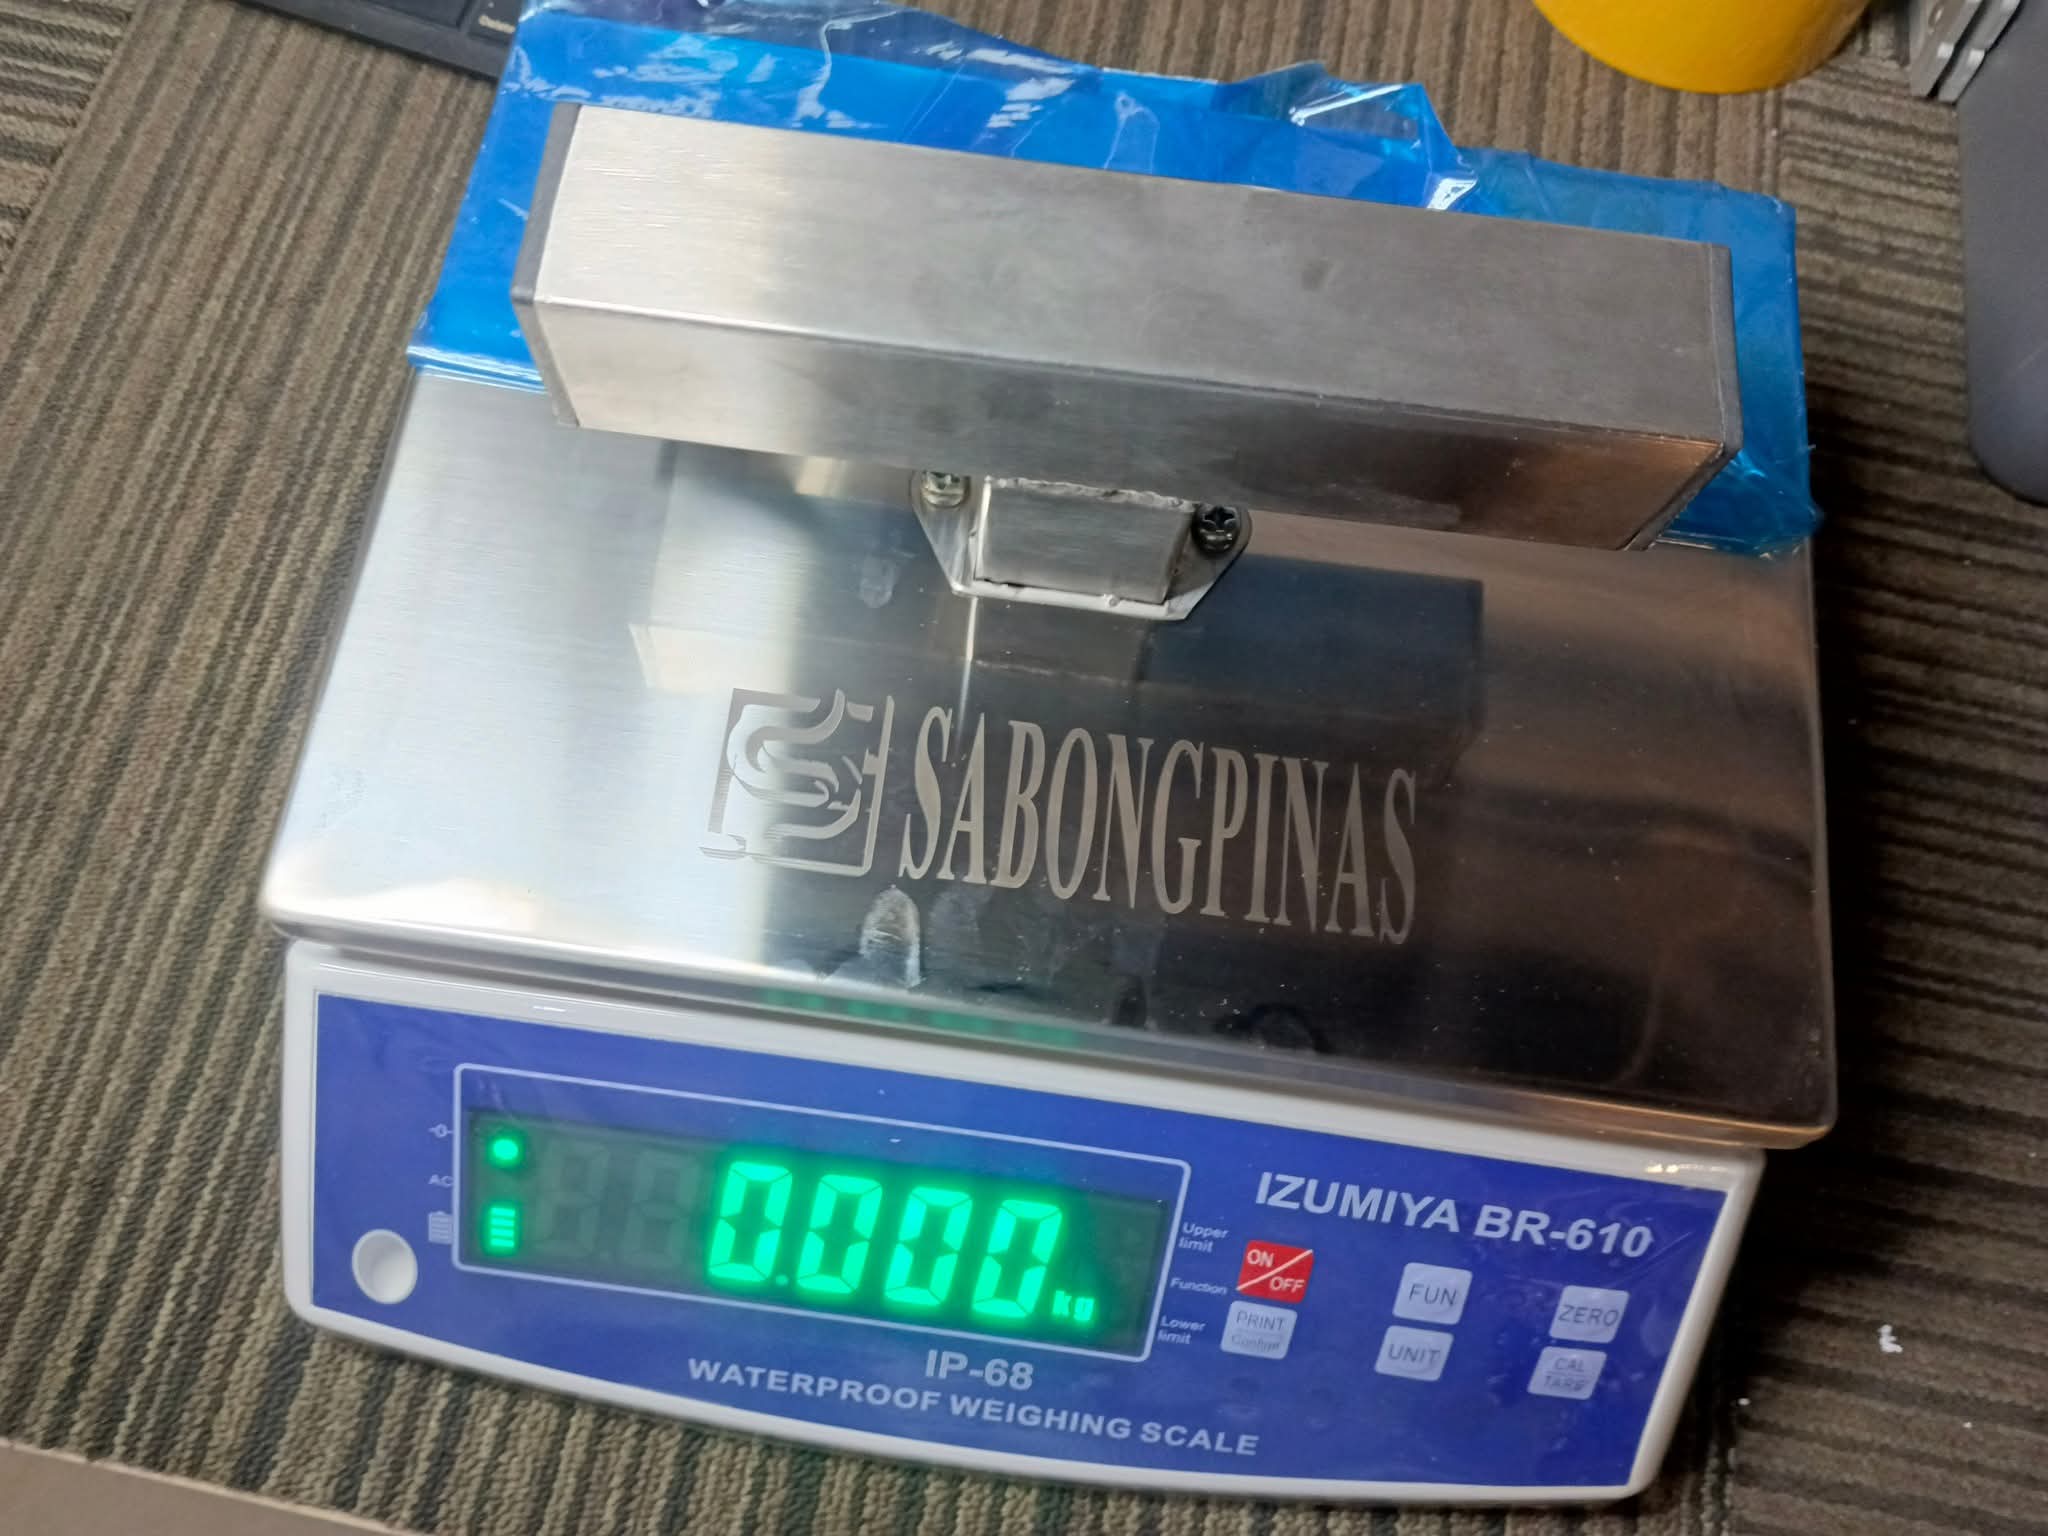 SABONGPINAS
AC
0.000 kg
Upper limit
Function
Lower limit
IZUMIYA BR-610
ON/OFF
FUN
ZERO
PRINT
Confirm
UNIT
CAL
TARE
IP-68
WATERPROOF WEIGHING SCALE